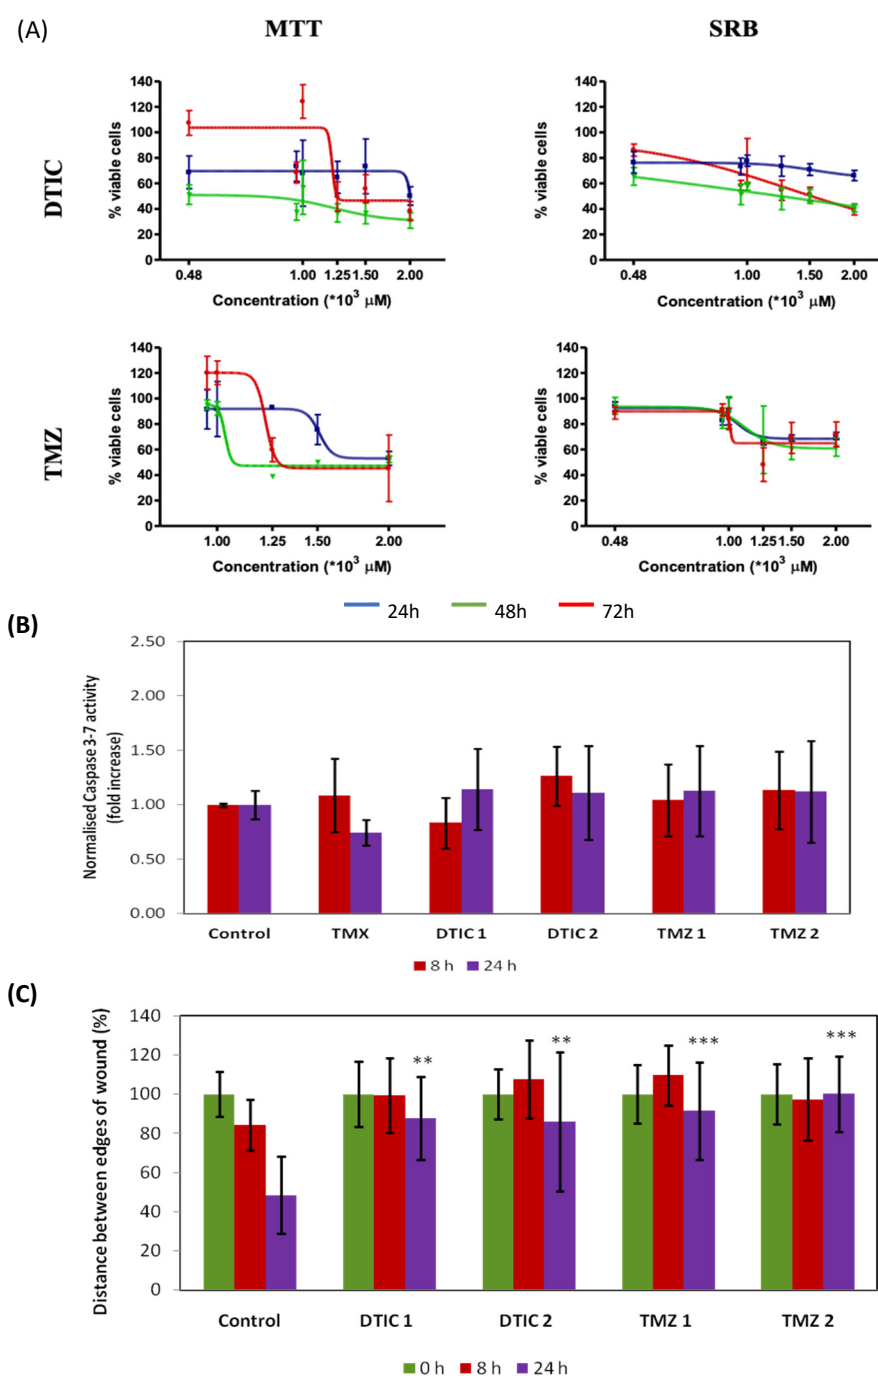 (A)
MTT
SRB
DTIC
% viable cells
140
120
100
80
60
40
20
0
0.48 1.00 1.25 1.50 2.00
Concentration (*10³ µM)
% viable cells
140
120
100
80
60
40
20
0
0.48 1.00 1.50 2.00
Concentration (*10³ µM)
TMZ
% viable cells
140
120
100
80
60
40
20
0
1.00 1.25 1.50 2.00
Concentration (*10³ µM)
% viable cells
140
120
100
80
60
40
20
0
0.48 1.00 1.25 1.50 2.00
Concentration (*10³ µM)
24h 48h 72h
(B)
Normalised Caspase 3-7 activity
(fold increase)
2.50
2.00
1.50
1.00
0.50
0.00
Control TMX DTIC 1 DTIC 2 TMZ 1 TMZ 2
8 h 24 h
(C)
Distance between edges of wound (%)
140
120
100
80
60
40
20
0
** ** *** ***
Control DTIC 1 DTIC 2 TMZ 1 TMZ 2
0 h 8 h 24 h